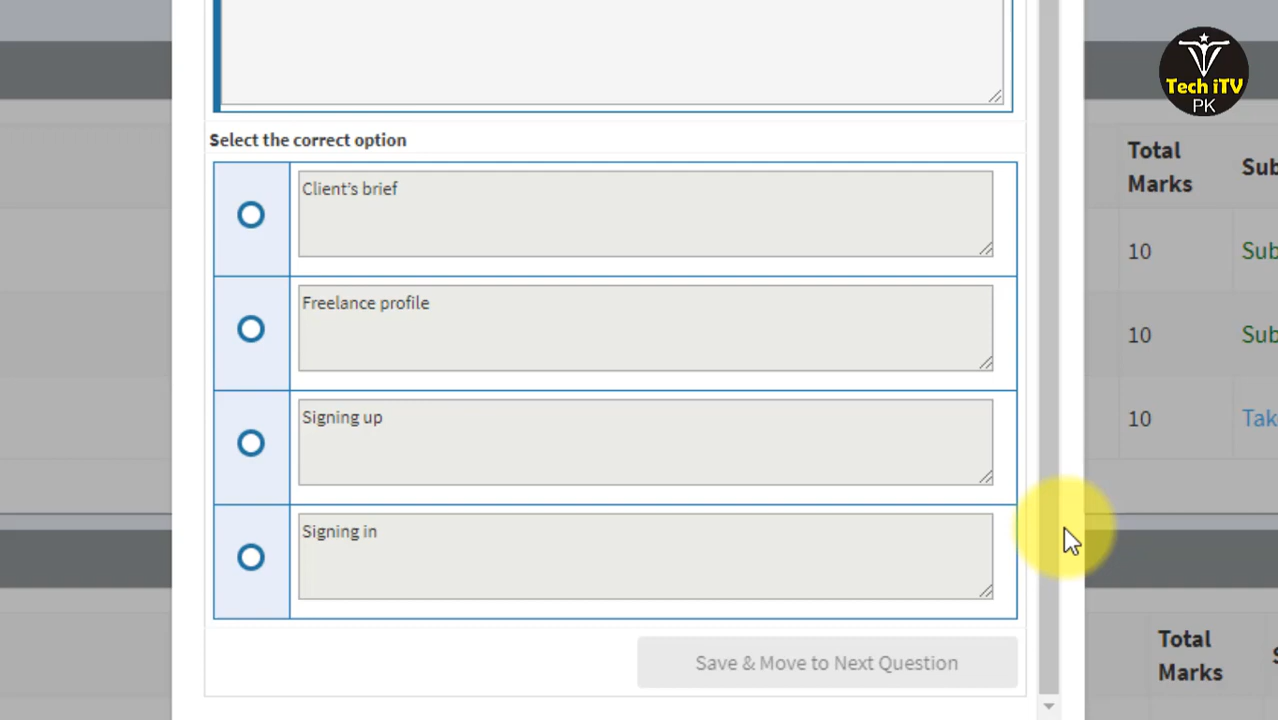 Tech iTV
PK
Select the correct option
Total
Marks
Client’s brief
10
Freelance profile
10
Signing up
10
Signing in
Save & Move to Next Question
Total
Marks